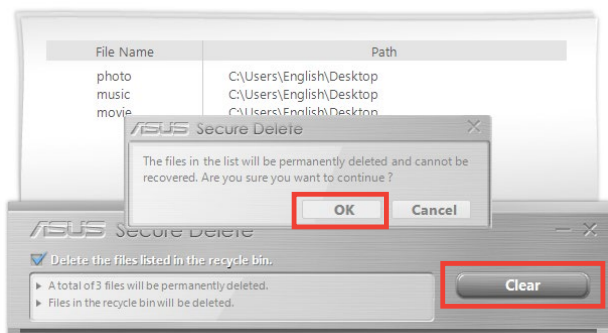 File Name Path
photo C:\Users\English\Desktop
music C:\Users\English\Desktop
movie C:\Users\English\Desktop
ASUS Secure Delete
The files in the list will be permanently deleted and cannot be
recovered. Are you sure you want to continue ?
OK Cancel
ASUS Secure Delete
Delete the files listed in the recycle bin.
A total of 3 files will be permanently deleted.
Files in the recycle bin will be deleted.
Clear